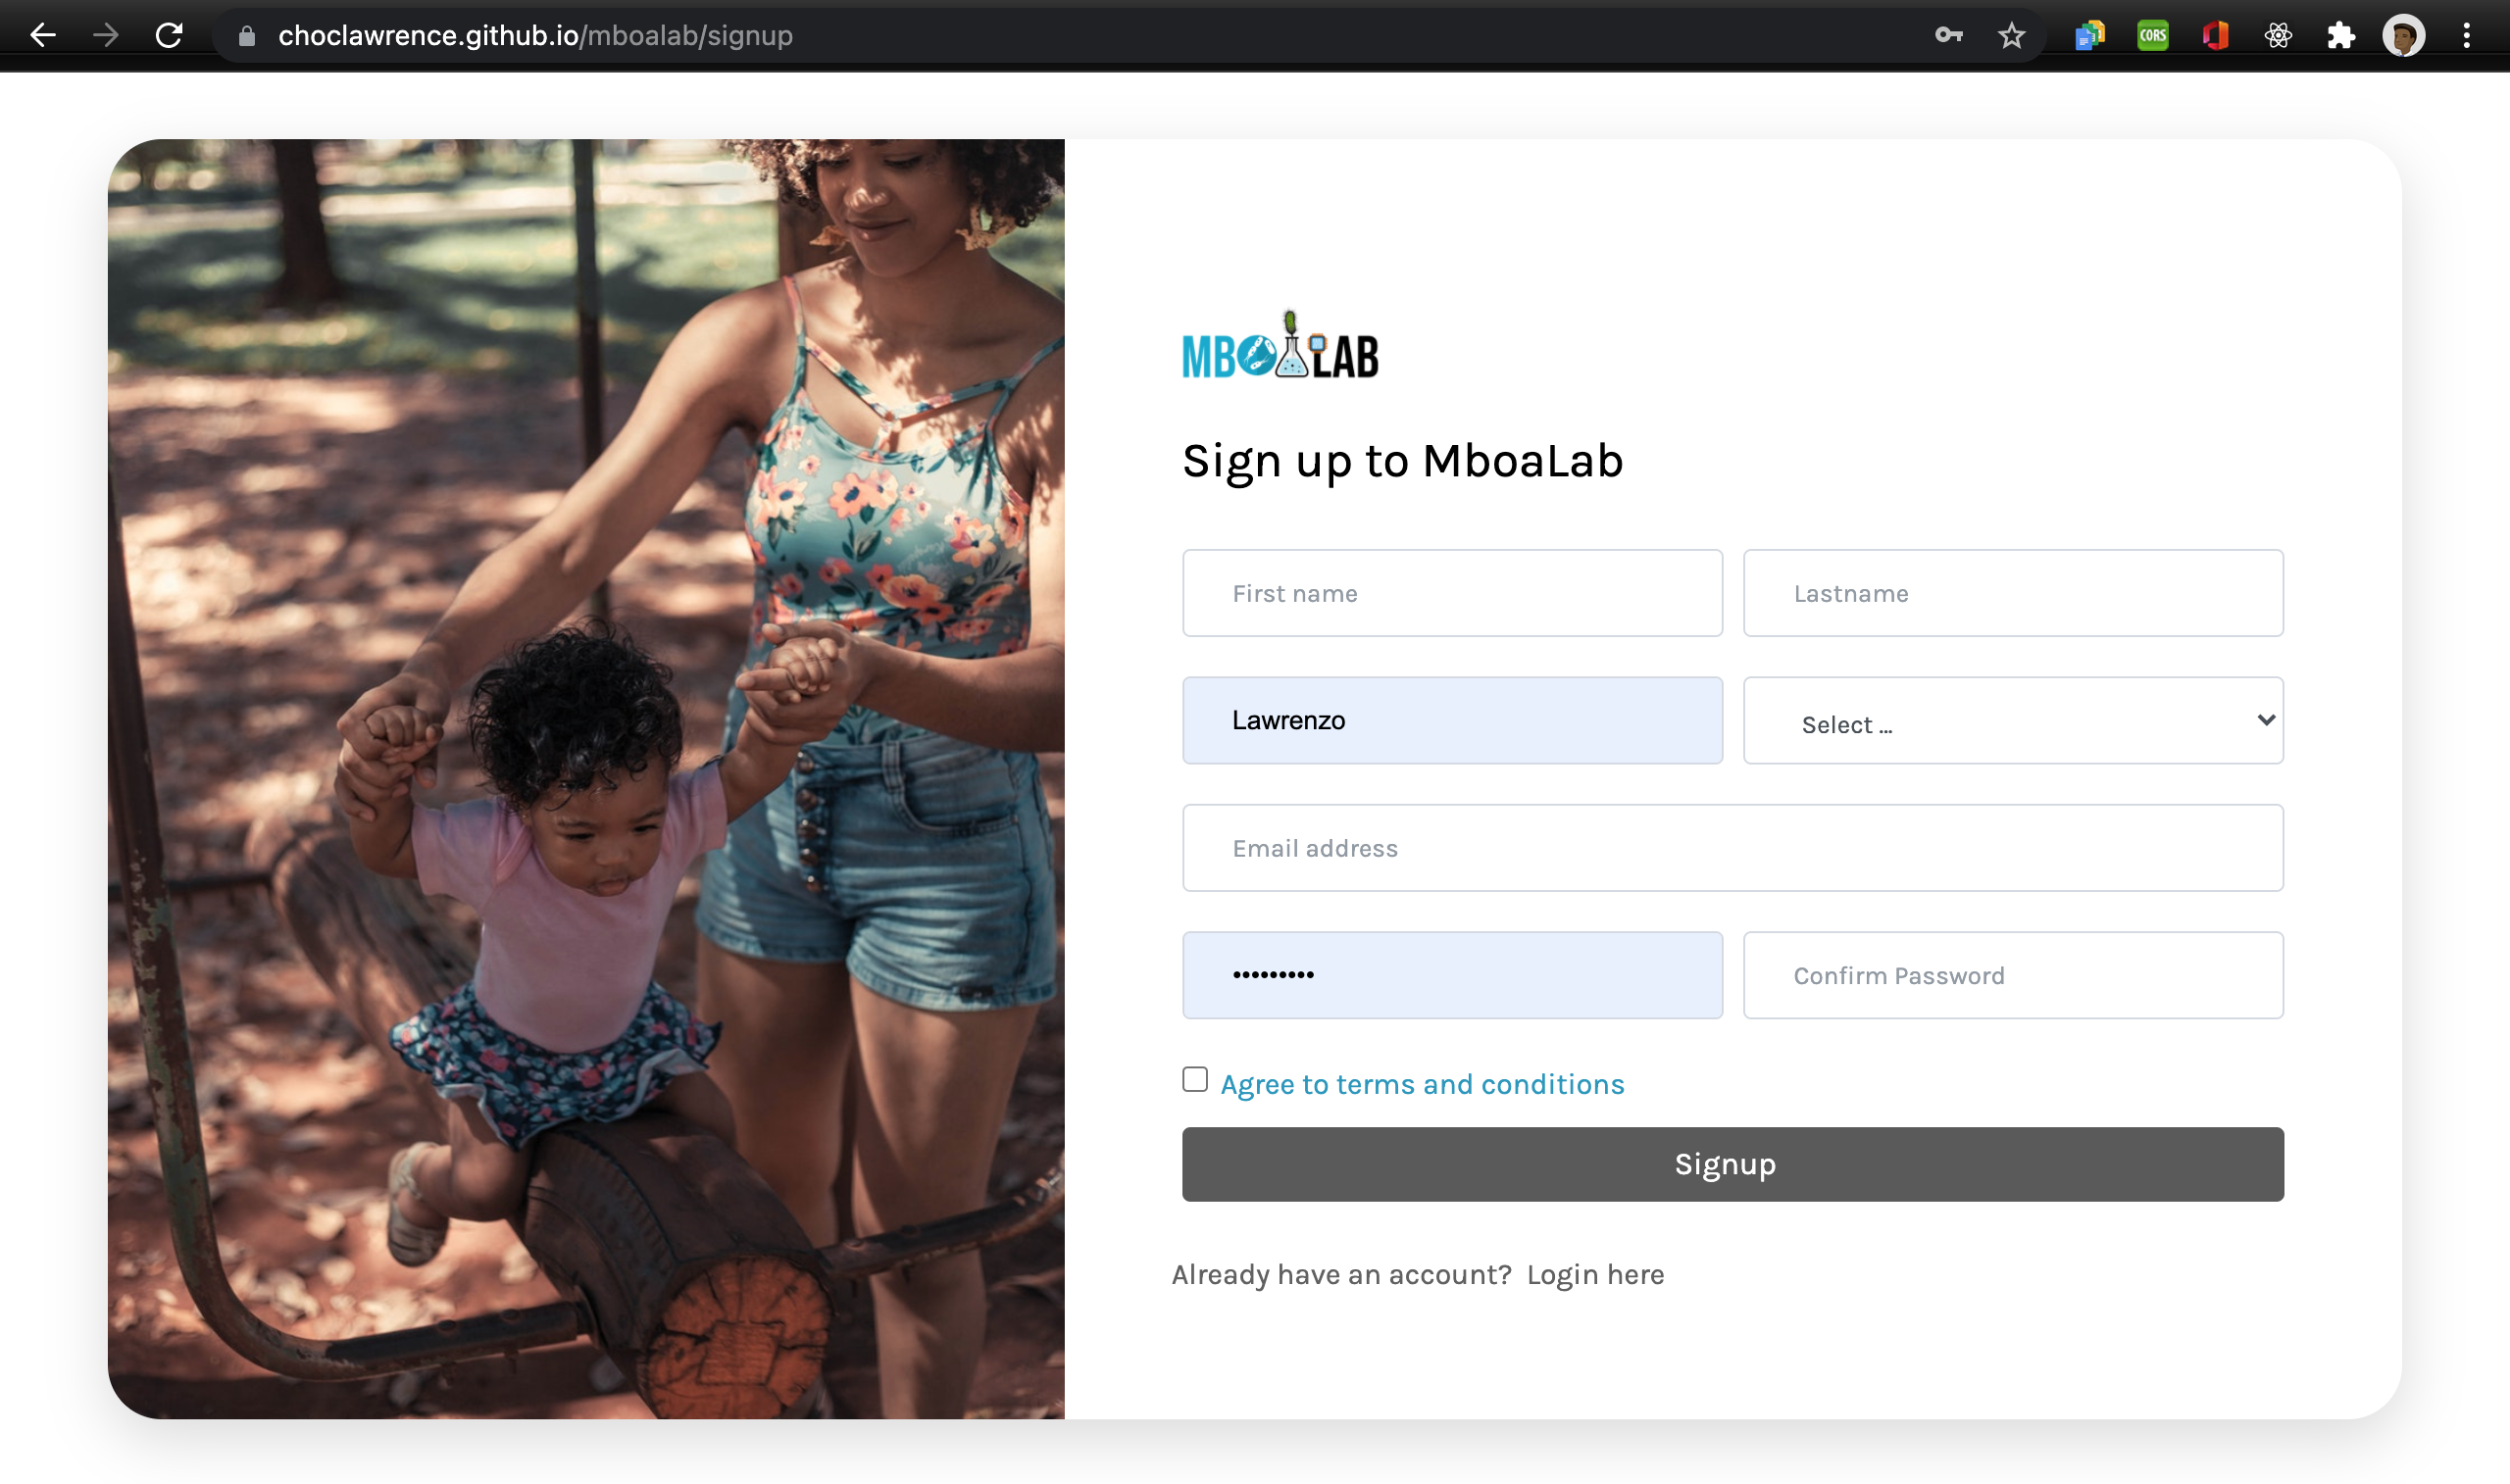 choclawrence.github.io/mboalab/signup
CORS
MBOALAB
Sign up to MboaLab
First name
Lastname
Lawrenzo
Select ...
Email address
•••••••••
Confirm Password
Agree to terms and conditions
Signup
Already have an account? Login here